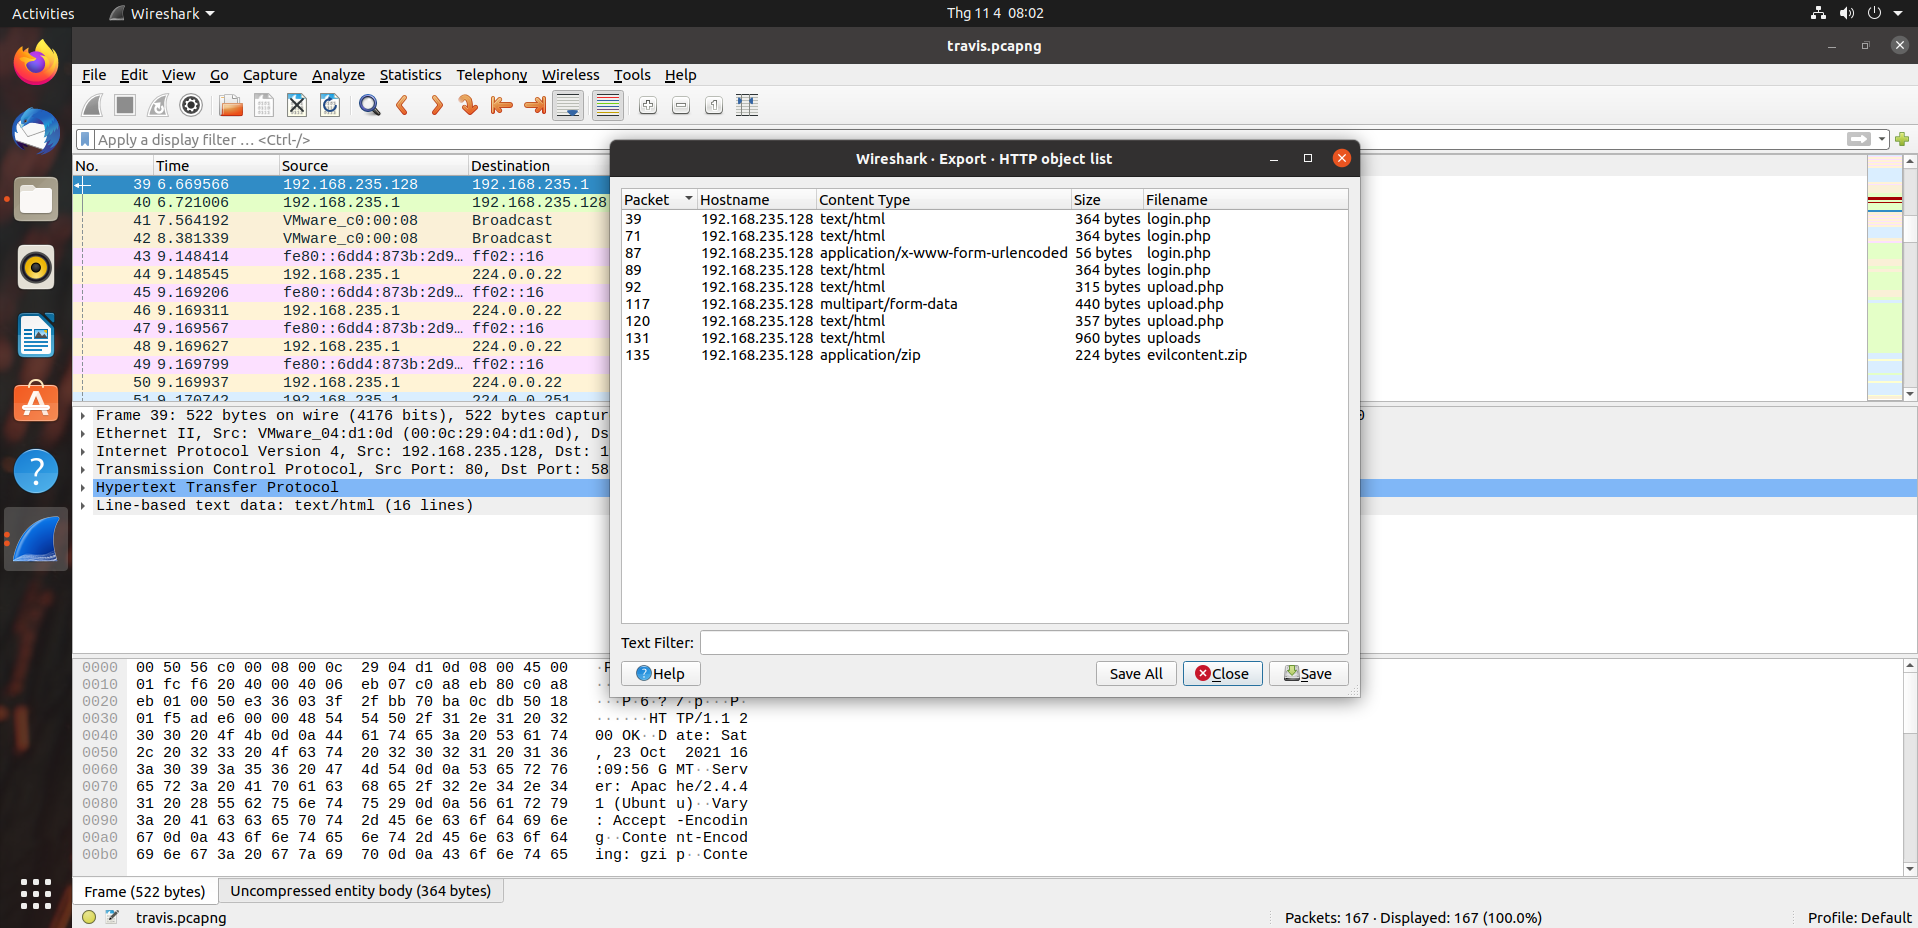 Activities
Wireshark
Thg 11 4 08:02
travis.pcapng
File Edit View Go Capture Analyze Statistics Telephony Wireless Tools Help
Apply a display filter … <Ctrl-/>
No. Time Source Destination
39 6.669566 192.168.235.128 192.168.235.1
40 6.721006 192.168.235.1 192.168.235.128
41 7.564192 VMware_c0:00:08 Broadcast
42 8.381339 VMware_c0:00:08 Broadcast
43 9.148414 fe80::6dd4:873b:2d9… ff02::16
44 9.148545 192.168.235.1 224.0.0.22
45 9.169206 fe80::6dd4:873b:2d9… ff02::16
46 9.169311 192.168.235.1 224.0.0.22
47 9.169567 fe80::6dd4:873b:2d9… ff02::16
48 9.169627 192.168.235.1 224.0.0.22
49 9.169799 fe80::6dd4:873b:2d9… ff02::16
50 9.169937 192.168.235.1 224.0.0.22
51 9.170742 192.168.235.1 224.0.0.251
Wireshark · Export · HTTP object list
Packet Hostname Content Type Size Filename
39 192.168.235.128 text/html 364 bytes login.php
71 192.168.235.128 text/html 364 bytes login.php
87 192.168.235.128 application/x-www-form-urlencoded 56 bytes login.php
89 192.168.235.128 text/html 364 bytes login.php
92 192.168.235.128 text/html 315 bytes upload.php
117 192.168.235.128 multipart/form-data 440 bytes upload.php
120 192.168.235.128 text/html 357 bytes upload.php
131 192.168.235.128 text/html 960 bytes uploads
135 192.168.235.128 application/zip 224 bytes evilcontent.zip
Text Filter:
Help Save All Close Save
Frame 39: 522 bytes on wire (4176 bits), 522 bytes captur 0
Ethernet II, Src: VMware_04:d1:0d (00:0c:29:04:d1:0d), Ds
Internet Protocol Version 4, Src: 192.168.235.128, Dst: 1
Transmission Control Protocol, Src Port: 80, Dst Port: 58
Hypertext Transfer Protocol
Line-based text data: text/html (16 lines)
0000 00 50 56 c0 00 08 00 0c 29 04 d1 0d 08 00 45 00 ·P
0010 01 fc f6 20 40 00 40 06 eb 07 c0 a8 eb 80 c0 a8 ··
0020 eb 01 00 50 e3 36 03 3f 2f bb 70 ba 0c db 50 18 ···P·6·? /·p···P·
0030 01 f5 ad e6 00 00 48 54 54 50 2f 31 2e 31 20 32 ······HT TP/1.1 2
0040 30 30 20 4f 4b 0d 0a 44 61 74 65 3a 20 53 61 74 00 OK··D ate: Sat
0050 2c 20 32 33 20 4f 63 74 20 32 30 32 31 20 31 36 , 23 Oct  2021 16
0060 3a 30 39 3a 35 36 20 47 4d 54 0d 0a 53 65 72 76 :09:56 G MT··Serv
0070 65 72 3a 20 41 70 61 63 68 65 2f 32 2e 34 2e 34 er: Apac he/2.4.4
0080 31 20 28 55 62 75 6e 74 75 29 0d 0a 56 61 72 79 1 (Ubunt u)··Vary
0090 3a 20 41 63 63 65 70 74 2d 45 6e 63 6f 64 69 6e : Accept -Encodin
00a0 67 0d 0a 43 6f 6e 74 65 6e 74 2d 45 6e 63 6f 64 g··Conte nt-Encod
00b0 69 6e 67 3a 20 67 7a 69 70 0d 0a 43 6f 6e 74 65 ing: gzi p··Conte
Frame (522 bytes) Uncompressed entity body (364 bytes)
travis.pcapng Packets: 167 · Displayed: 167 (100.0%) Profile: Default